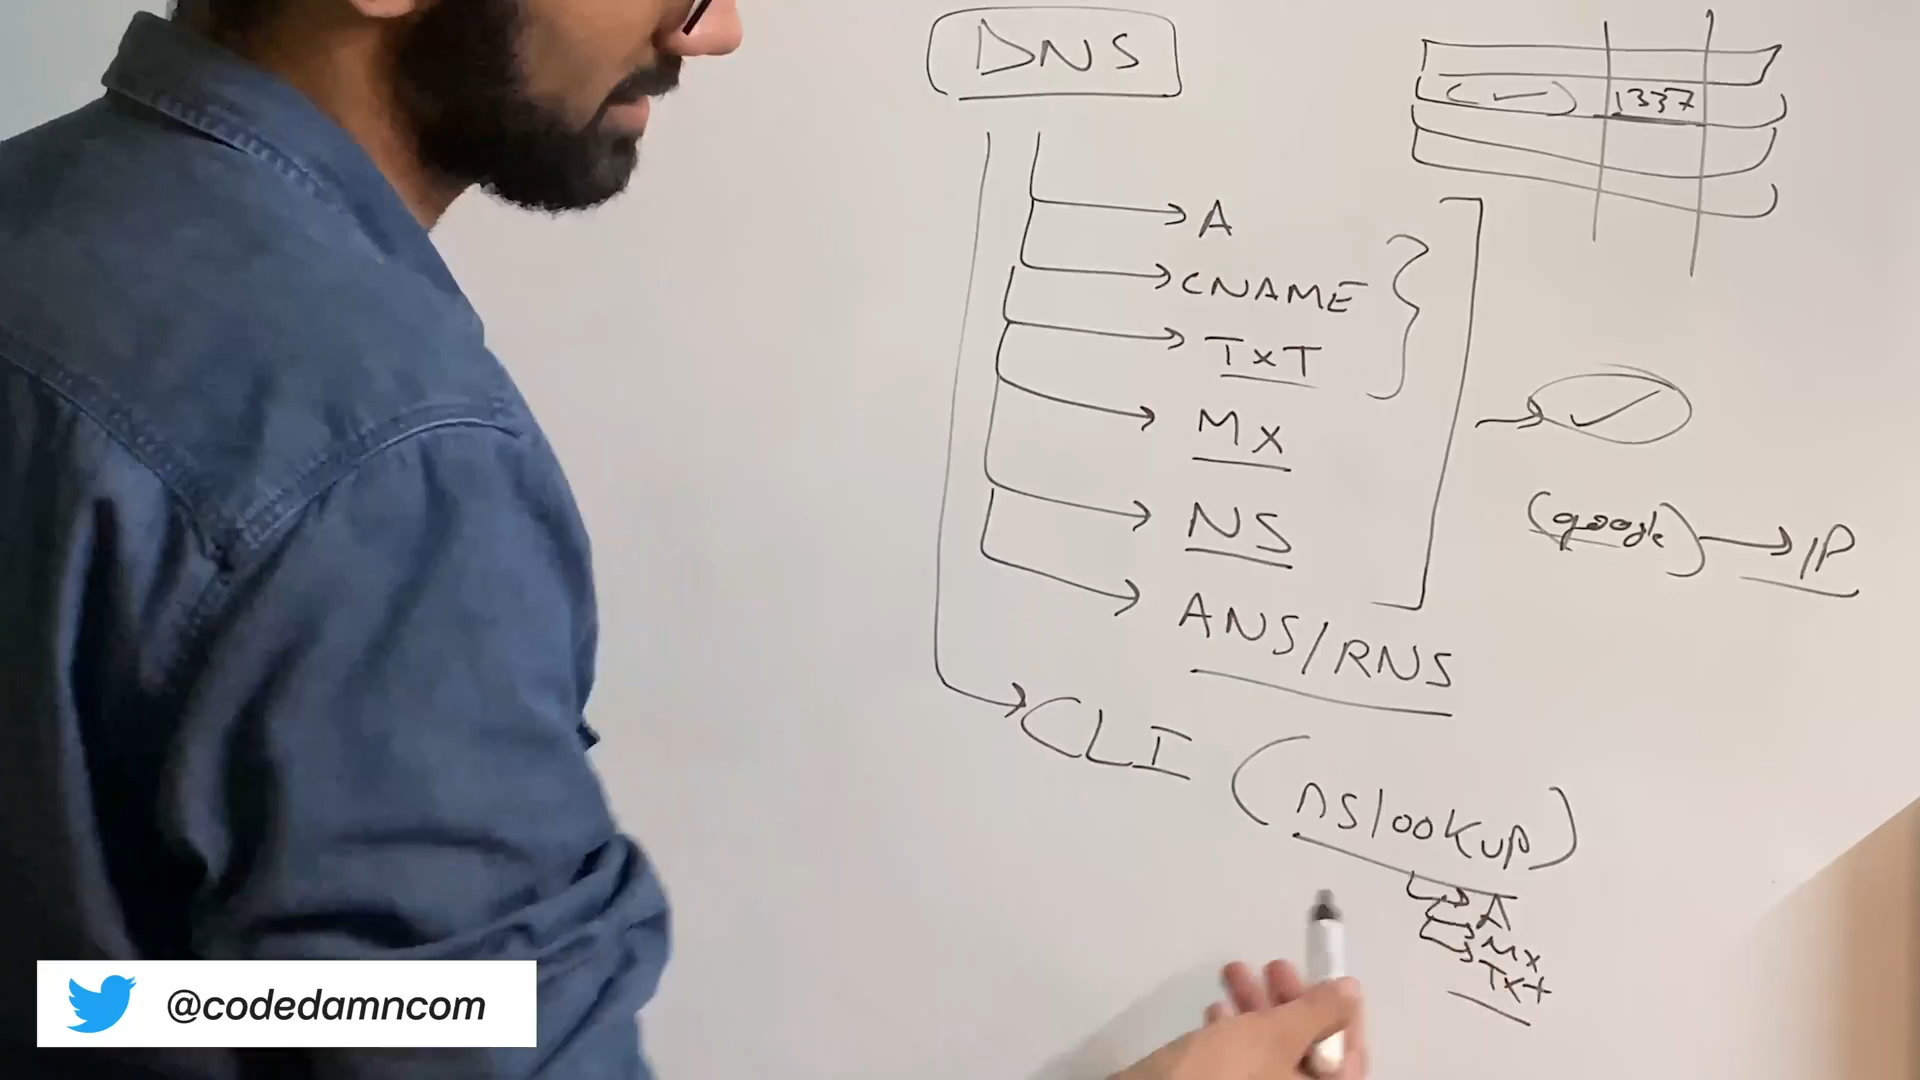 DNS
1337
A
CNAME
TXT
MX
NS
(google) → IP
ANS/RNS
CLI (nslookup)
A
MX
TXT
@codedamncom